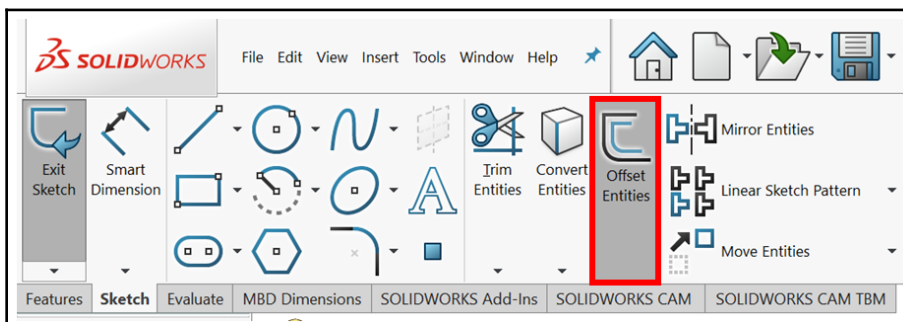 SOLIDWORKS File Edit View Insert Tools Window Help
Exit Sketch
Smart Dimension
A
Trim Entities
Convert Entities
Offset Entities
Mirror Entities
Linear Sketch Pattern
Move Entities
Features Sketch Evaluate MBD Dimensions SOLIDWORKS Add-Ins SOLIDWORKS CAM SOLIDWORKS CAM TBM